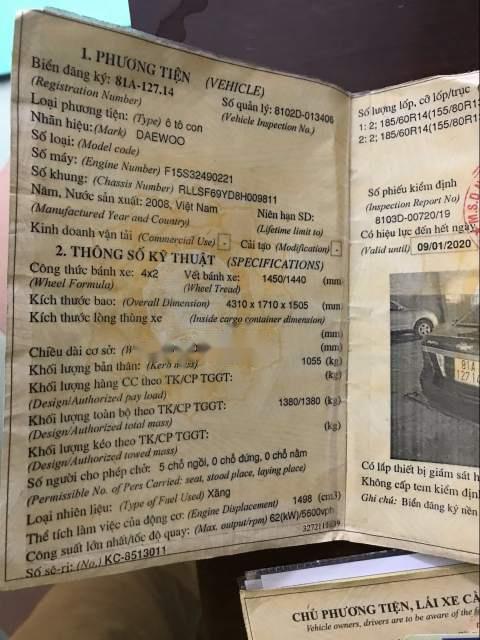 1. PHƯƠNG TIỆN (VEHICLE)
Biển đăng ký: 81A-127.14 Số quản lý: 8102D-013406
(Registration Number) (Vehicle Inspection No.)
Loại phương tiện: (Type) ô tô con
Nhãn hiệu: (Mark) DAEWOO
Số loại: (Model code)
Số máy: (Engine Number) F15S32490221
Số khung: (Chassis Number) RLLSF69YD8H009811
Năm, Nước sản xuất: 2008, Việt Nam Niên hạn SD:
(Manufactured Year and Country) (Lifetime limit to)
Kinh doanh vận tải (Commercial Use) - Cải tạo (Modification) -
2. THÔNG SỐ KỸ THUẬT (SPECIFICATIONS)
Công thức bánh xe: 4x2 Vết bánh xe: 1450/1440 (mm
(Wheel Formula) (Wheel Tread)
Kích thước bao: (Overall Dimension) 4310 x 1710 x 1505 (mm
Kích thước lòng thùng xe (Inside cargo container dimension)
(mm)
Chiều dài cơ sở: (W (mm)
Khối lượng bản thân: (Kerb mass) 1055 (kg)
Khối lượng hàng CC theo TK/CP TGGT: (kg)
(Design/Authorized pay load)
Khối lượng toàn bộ theo TK/CP TGGT: 1380/1380 (kg)
(Design/Authorized total mass)
Khối lượng kéo theo TK/CP TGGT: (kg)
(Design/Authorized towed mass)
Số người cho phép chở: 5 chỗ ngồi, 0 chỗ đứng, 0 chỗ nằm
(Permissible No. of Pers Carried: seat, stood place, laying place)
Loại nhiên liệu: (Type of Fuel Used) Xăng
Thể tích làm việc của động cơ: (Engine Displacement) 1498 (cm3)
Công suất lớn nhất/tốc độ quay: (Max. output/rpm) 62(kW)/5600vph
Số sê-ri: (No.) KC-8513011
Số lượng lốp, cỡ lốp/trục
1: 2; 185/60R14(155/80R13
2: 2; 185/60R14(155/80R13
Số phiếu kiểm định
(Inspection Report No)
8103D-00720/19
Có hiệu lực đến hết ngày
(Valid until) 09/01/2020
M.S.D
81A
Có lắp thiết bị giám sát h
Không cấp tem kiểm định
Ghi chú: Biển đăng ký nền
CHỦ PHƯƠNG TIỆN, LÁI XE CẦ
Vehicle owners, drivers are to be aware of the fo